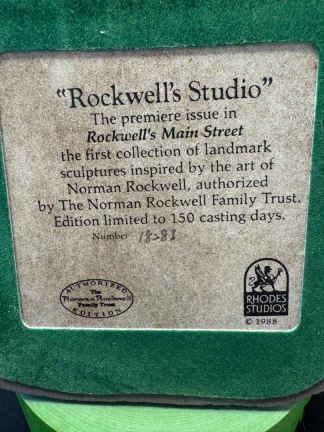 "Rockwell's Studio"
The premiere issue in
Rockwell's Main Street
the first collection of landmark
sculptures inspired by the art of
Norman Rockwell, authorized
by The Norman Rockwell Family Trust.
Edition limited to 150 casting days.
Number
AUTHORIZED
The
Norman Rockwell
Family Trust
EDITION
RHODES
STUDIOS
© 1988